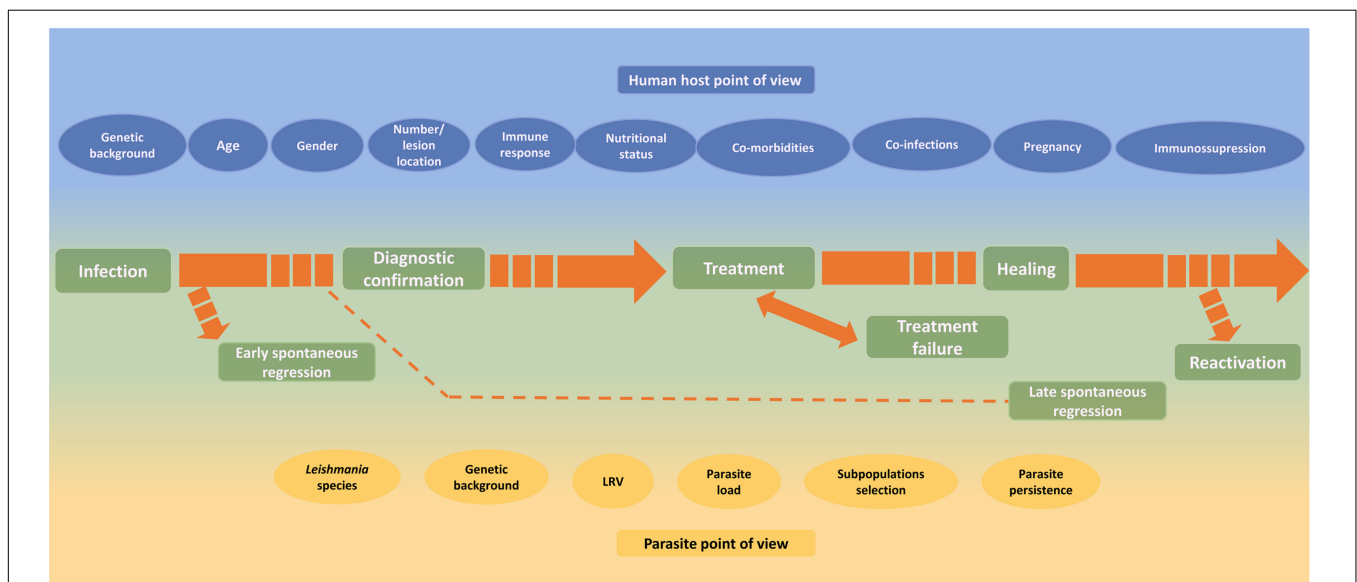 Human host point of view
Genetic
background
Age
Gender
Number/
lesion
location
Immune
response
Nutritional
status
Co-morbidities
Co-infections
Pregnancy
Immunossupression
Infection
Diagnostic
confirmation
Treatment
Healing
Early spontaneous
regression
Treatment
failure
Reactivation
Late spontaneous
regression
Leishmania
species
Genetic
background
LRV
Parasite
load
Subpopulations
selection
Parasite
persistence
Parasite point of view